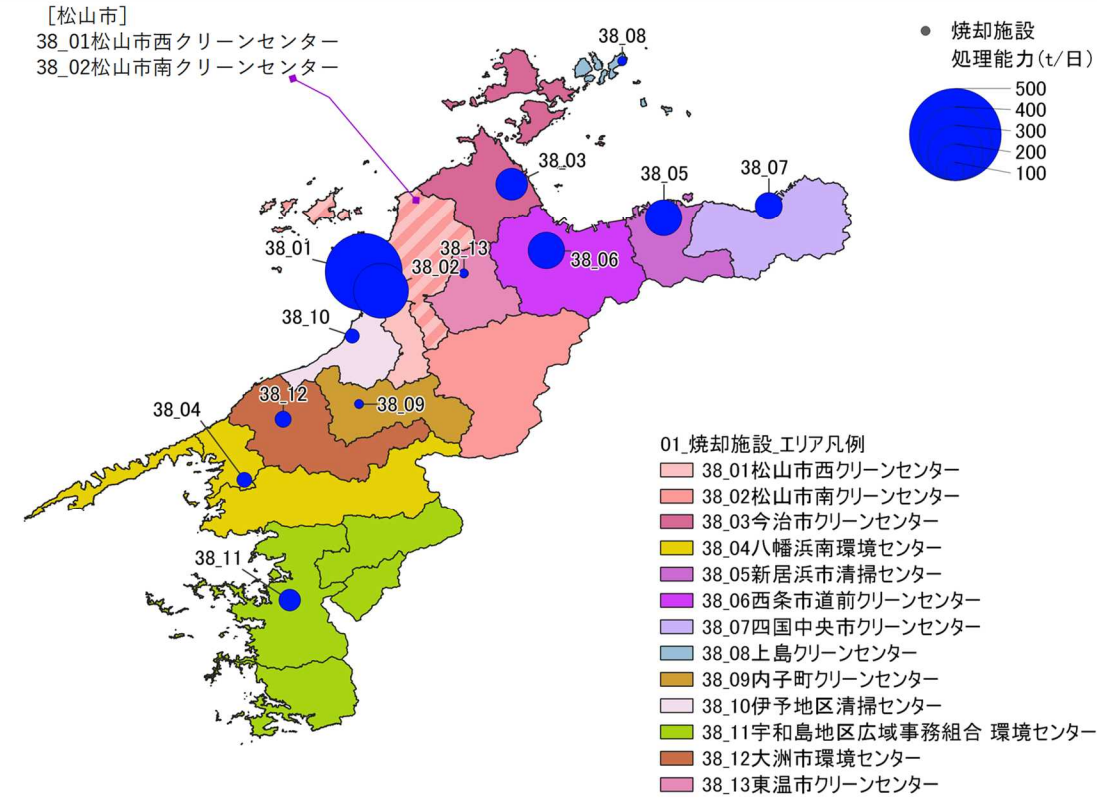 [松山市]
38_01松山市西クリーンセンター
38_02松山市南クリーンセンター
38_08
焼却施設
処理能力(t/日)
500
400
300
200
100
38_03
38_05
38_07
38_01
38_13
38_02
38_06
38_10
38_12
38_09
38_04
38_11
01_焼却施設_エリア凡例
38_01松山市西クリーンセンター
38_02松山市南クリーンセンター
38_03今治市クリーンセンター
38_04八幡浜南環境センター
38_05新居浜市清掃センター
38_06西条市道前クリーンセンター
38_07四国中央市クリーンセンター
38_08上島クリーンセンター
38_09内子町クリーンセンター
38_10伊予地区清掃センター
38_11宇和島地区広域事務組合 環境センター
38_12大洲市環境センター
38_13東温市クリーンセンター